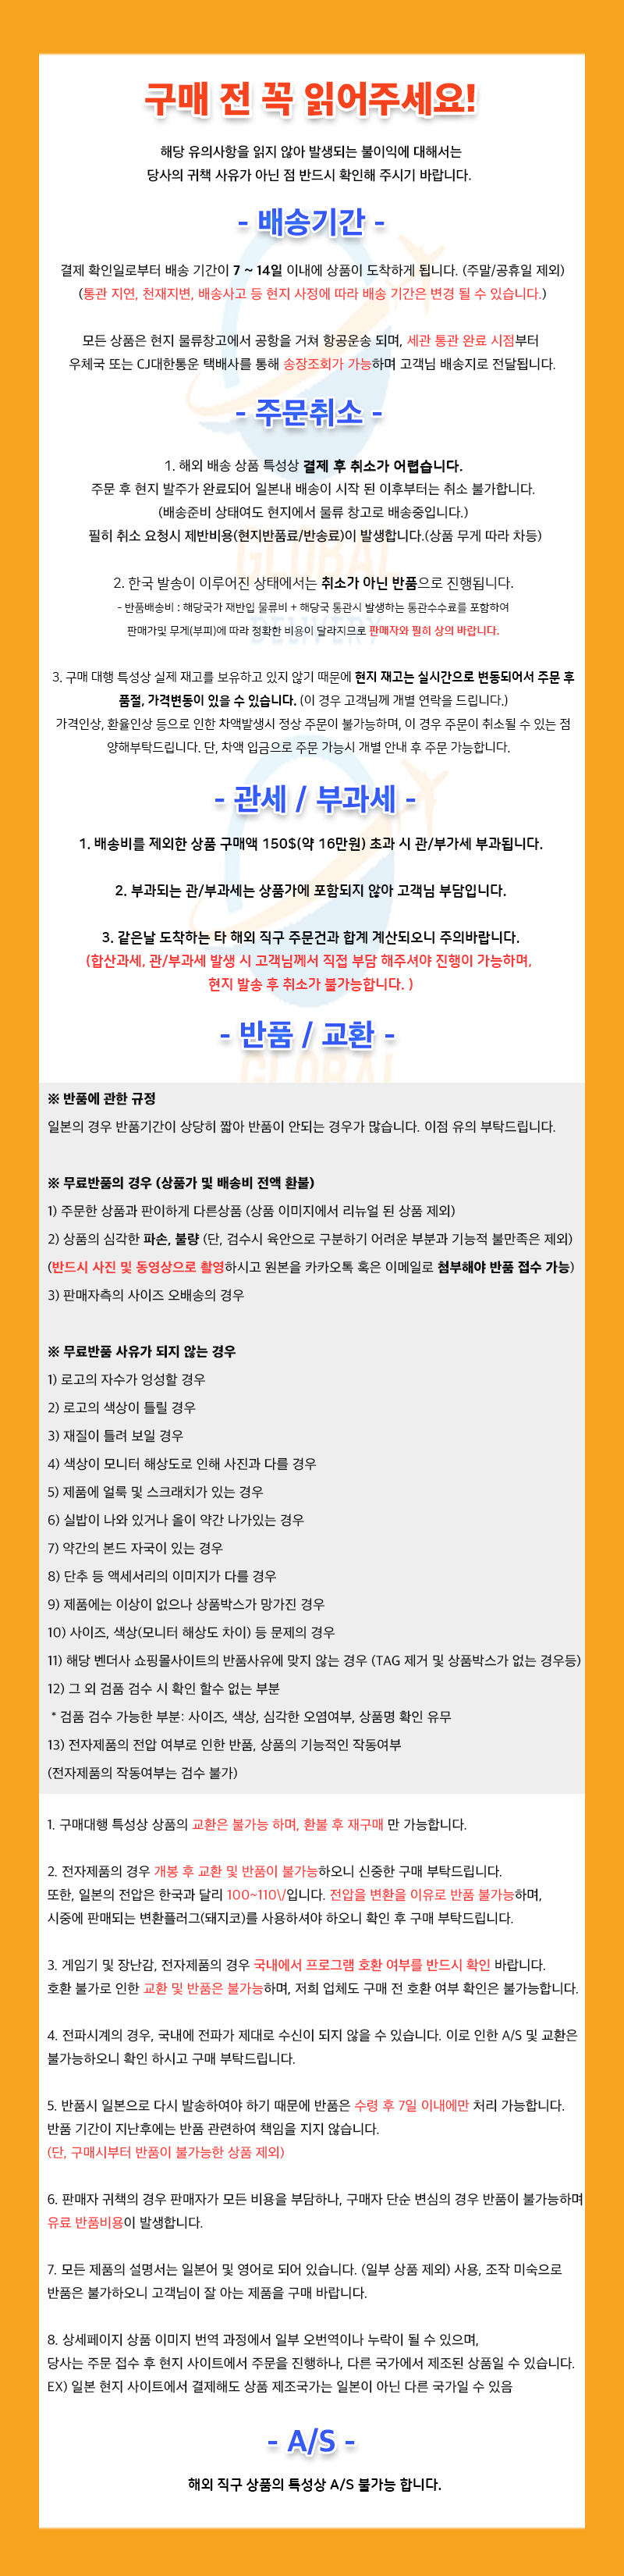 구매 전 꼭 읽어주세요!
해당 유의사항을 읽지 않아 발생되는 불이익에 대해서는
당사의 귀책 사유가 아닌 점 반드시 확인해 주시기 바랍니다.
- 배송기간 -
결제 확인일로부터 배송 기간이 7 ~ 14일 이내에 상품이 도착하게 됩니다. (주말/공휴일 제외)
(통관 지연, 천재지변, 배송사고 등 현지 사정에 따라 배송 기간은 변경 될 수 있습니다.)
모든 상품은 현지 물류창고에서 공항을 거쳐 항공운송 되며, 세관 통관 완료 시점부터
우체국 또는 CJ대한통운 택배사를 통해 송장조회가 가능하며 고객님 배송지로 전달됩니다.
- 주문취소 -
1. 해외 배송 상품 특성상 결제 후 취소가 어렵습니다.
주문 후 현지 발주가 완료되어 일본내 배송이 시작 된 이후부터는 취소 불가합니다.
(배송준비 상태여도 현지에서 물류 창고로 배송중입니다.)
필히 취소 요청시 제반비용(현지반품료/반송료)이 발생합니다.(상품 무게 따라 차등)
GLOBAL
2. 한국 발송이 이루어진 상태에서는 취소가 아닌 반품으로 진행됩니다.
- 반품배송비 : 해당국가 재반입 물류비 + 해당국 통관시 발생하는 통관수수료를 포함하여
판매가및 무게(부피)에 따라 정확한 비용이 달라지므로 판매자와 필히 상의 바랍니다.
DELIVERY
3. 구매 대행 특성상 실제 재고를 보유하고 있지 않기 때문에 현지 재고는 실시간으로 변동되어서 주문 후
품절, 가격변동이 있을 수 있습니다. (이 경우 고객님께 개별 연락을 드립니다.)
가격인상, 환율인상 등으로 인한 차액발생시 정상 주문이 불가능하며, 이 경우 주문이 취소될 수 있는 점
양해부탁드립니다. 단, 차액 입금으로 주문 가능시 개별 안내 후 주문 가능합니다.
- 관세 / 부과세 -
1. 배송비를 제외한 상품 구매액 150$(약 16만원) 초과 시 관/부가세 부과됩니다.
2. 부과되는 관/부과세는 상품가에 포함되지 않아 고객님 부담입니다.
3. 같은날 도착하는 타 해외 직구 주문건과 합계 계산되오니 주의바랍니다.
(합산과세, 관/부과세 발생 시 고객님께서 직접 부담 해주셔야 진행이 가능하며,
현지 발송 후 취소가 불가능합니다. )
- 반품 / 교환 -
GLOBAL
※ 반품에 관한 규정
일본의 경우 반품기간이 상당히 짧아 반품이 안되는 경우가 많습니다. 이점 유의 부탁드립니다.
※ 무료반품의 경우 (상품가 및 배송비 전액 환불)
1) 주문한 상품과 판이하게 다른상품 (상품 이미지에서 리뉴얼 된 상품 제외)
2) 상품의 심각한 파손, 불량 (단, 검수시 육안으로 구분하기 어려운 부분과 기능적 불만족은 제외)
(반드시 사진 및 동영상으로 촬영하시고 원본을 카카오톡 혹은 이메일로 첨부해야 반품 접수 가능)
3) 판매자측의 사이즈 오배송의 경우
※ 무료반품 사유가 되지 않는 경우
1) 로고의 자수가 엉성할 경우
2) 로고의 색상이 틀릴 경우
3) 재질이 틀려 보일 경우
4) 색상이 모니터 해상도로 인해 사진과 다를 경우
5) 제품에 얼룩 및 스크래치가 있는 경우
6) 실밥이 나와 있거나 올이 약간 나가있는 경우
7) 약간의 본드 자국이 있는 경우
8) 단추 등 액세서리의 이미지가 다를 경우
9) 제품에는 이상이 없으나 상품박스가 망가진 경우
10) 사이즈, 색상(모니터 해상도 차이) 등 문제의 경우
11) 해당 벤더사 쇼핑몰사이트의 반품사유에 맞지 않는 경우 (TAG 제거 및 상품박스가 없는 경우등)
12) 그 외 검품 검수 시 확인 할수 없는 부분
* 검품 검수 가능한 부분: 사이즈, 색상, 심각한 오염여부, 상품명 확인 유무
13) 전자제품의 전압 여부로 인한 반품, 상품의 기능적인 작동여부
(전자제품의 작동여부는 검수 불가)
1. 구매대행 특성상 상품의 교환은 불가능 하며, 환불 후 재구매 만 가능합니다.
2. 전자제품의 경우 개봉 후 교환 및 반품이 불가능하오니 신중한 구매 부탁드립니다.
또한, 일본의 전압은 한국과 달리 100~110\/입니다. 전압을 변환을 이유로 반품 불가능하며,
시중에 판매되는 변환플러그(돼지코)를 사용하셔야 하오니 확인 후 구매 부탁드립니다.
3. 게임기 및 장난감, 전자제품의 경우 국내에서 프로그램 호환 여부를 반드시 확인 바랍니다.
호환 불가로 인한 교환 및 반품은 불가능하며, 저희 업체도 구매 전 호환 여부 확인은 불가능합니다.
4. 전파시계의 경우, 국내에 전파가 제대로 수신이 되지 않을 수 있습니다. 이로 인한 A/S 및 교환은
불가능하오니 확인 하시고 구매 부탁드립니다.
5. 반품시 일본으로 다시 발송하여야 하기 때문에 반품은 수령 후 7일 이내에만 처리 가능합니다.
반품 기간이 지난후에는 반품 관련하여 책임을 지지 않습니다.
(단, 구매시부터 반품이 불가능한 상품 제외)
6. 판매자 귀책의 경우 판매자가 모든 비용을 부담하나, 구매자 단순 변심의 경우 반품이 불가능하며
유료 반품비용이 발생합니다.
7. 모든 제품의 설명서는 일본어 및 영어로 되어 있습니다. (일부 상품 제외) 사용, 조작 미숙으로
반품은 불가하오니 고객님이 잘 아는 제품을 구매 바랍니다.
8. 상세페이지 상품 이미지 번역 과정에서 일부 오번역이나 누락이 될 수 있으며,
당사는 주문 접수 후 현지 사이트에서 주문을 진행하나, 다른 국가에서 제조된 상품일 수 있습니다.
EX) 일본 현지 사이트에서 결제해도 상품 제조국가는 일본이 아닌 다른 국가일 수 있음
- A/S -
해외 직구 상품의 특성상 A/S 불가능 합니다.